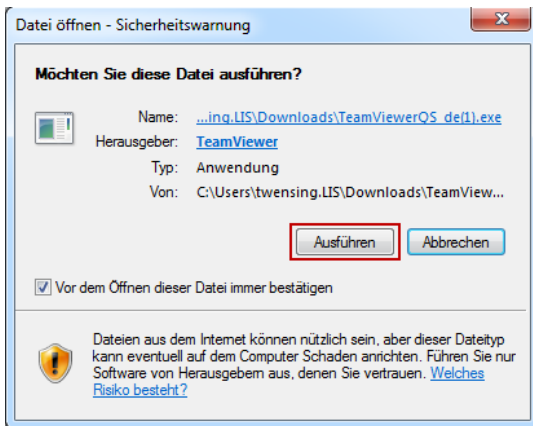 Datei öffnen - Sicherheitswarnung
Möchten Sie diese Datei ausführen?
Name: ...ing.LIS\Downloads\TeamViewerQS_de(1).exe
Herausgeber: TeamViewer
Typ: Anwendung
Von: C:\Users\twensing.LIS\Downloads\TeamView...
Ausführen Abbrechen
Vor dem Öffnen dieser Datei immer bestätigen
Dateien aus dem Internet können nützlich sein, aber dieser Dateityp
kann eventuell auf dem Computer Schaden anrichten. Führen Sie nur
Software von Herausgebern aus, denen Sie vertrauen. Welches
Risiko besteht?